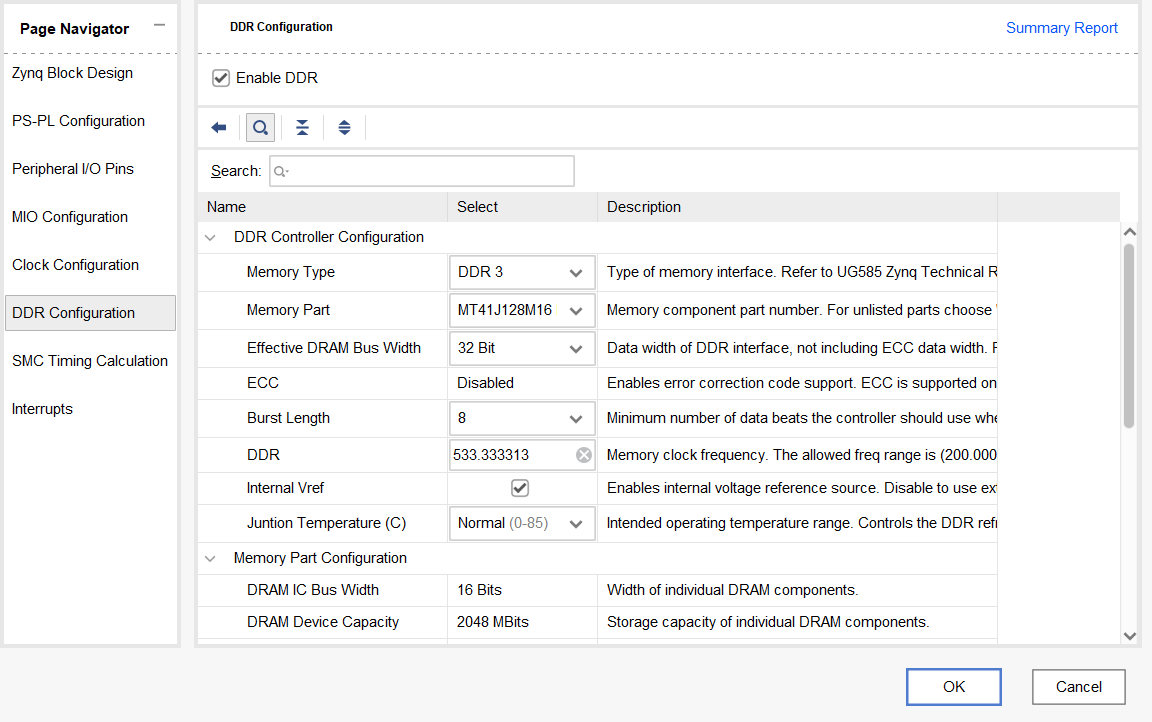 Page Navigator
Zynq Block Design
PS-PL Configuration
Peripheral I/O Pins
MIO Configuration
Clock Configuration
DDR Configuration
SMC Timing Calculation
Interrupts
DDR Configuration
Summary Report
Enable DDR
Search:
Name Select Description
DDR Controller Configuration
Memory Type DDR 3 Type of memory interface. Refer to UG585 Zynq Technical R
Memory Part MT41J128M16 Memory component part number. For unlisted parts choose
Effective DRAM Bus Width 32 Bit Data width of DDR interface, not including ECC data width.
ECC Disabled Enables error correction code support. ECC is supported on
Burst Length 8 Minimum number of data beats the controller should use whe
DDR 533.333313 Memory clock frequency. The allowed freq range is (200.000
Internal Vref Enables internal voltage reference source. Disable to use ext
Juntion Temperature (C) Normal (0-85) Intended operating temperature range. Controls the DDR refr
Memory Part Configuration
DRAM IC Bus Width 16 Bits Width of individual DRAM components.
DRAM Device Capacity 2048 MBits Storage capacity of individual DRAM components.
OK Cancel